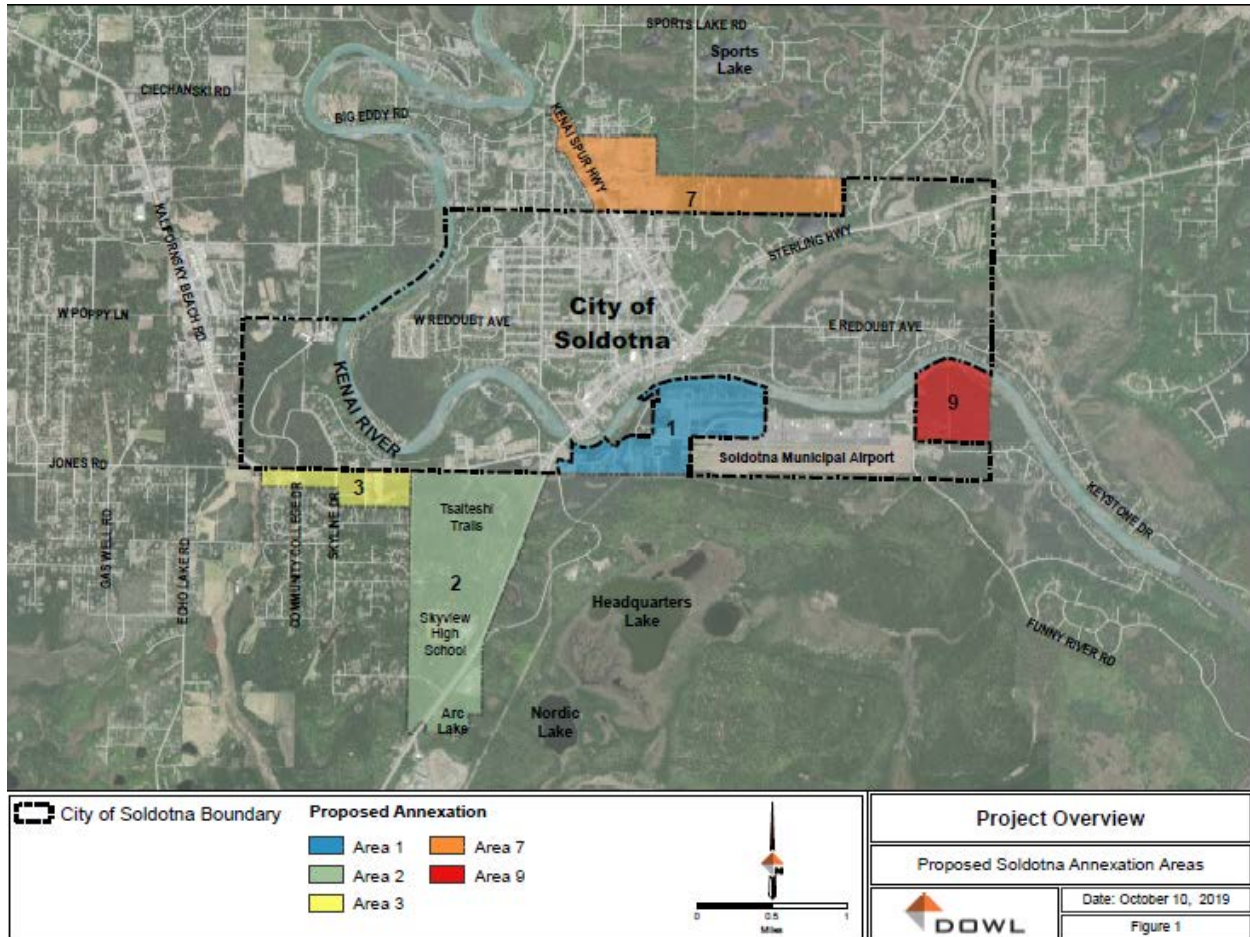 SPORTS LAKE RD
Sports
Lake
CIECHANSKI RD
BIG EDDY RD
KENAI SPUR HWY
7
KALIFORNSKY BEACH RD
STERLING HWY
W POPPY LN
City of
Soldotna
W REDOUBT AVE
E REDOUBT AVE
KENAI RIVER
1
9
JONES RD
Soldotna Municipal Airport
3
Tsalteshi
Trails
KEYSTONE DR
GAS WELL RD
ECHO LAKE RD
COMMUNITY COLLEGE DR
SKYLINE DR
2
Headquarters
Lake
Skyview
High
School
FUNNY RIVER RD
Arc
Lake
Nordic
Lake
City of Soldotna Boundary
Proposed Annexation
Area 1
Area 7
Area 2
Area 9
Area 3
N
0 0.5 1
Miles
Project Overview
Proposed Soldotna Annexation Areas
DOWL
Date: October 10, 2019
Figure 1